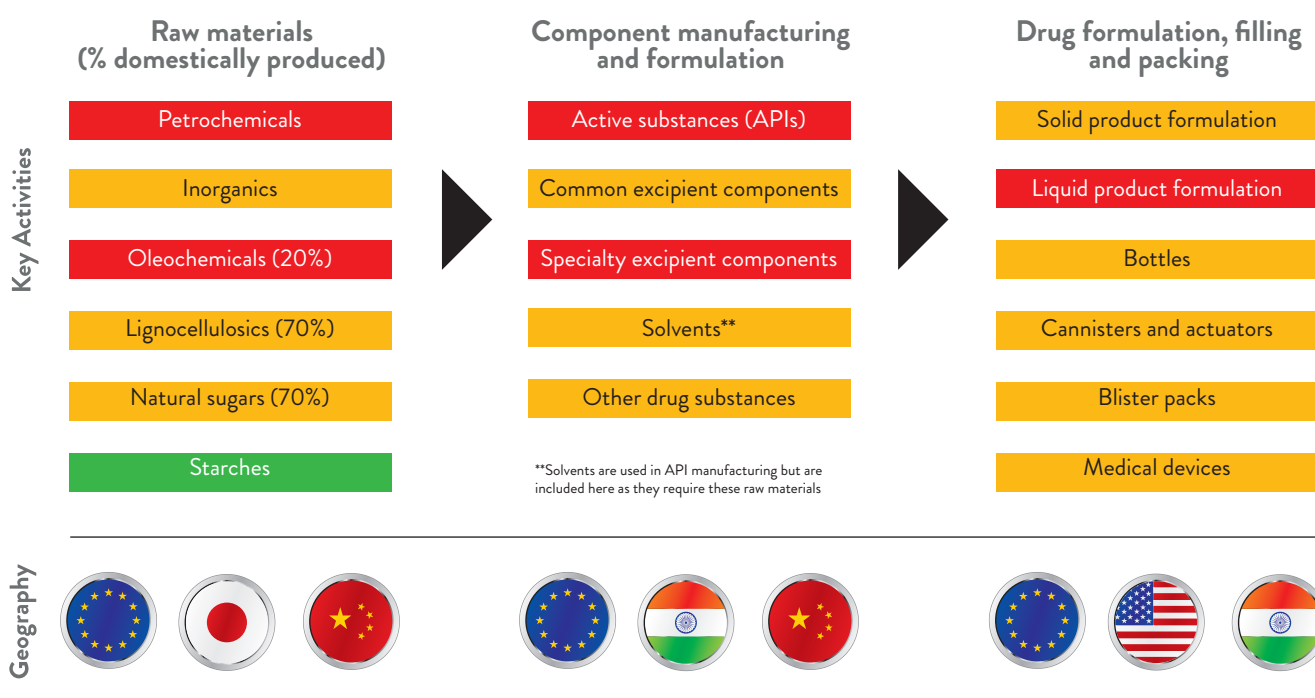 Raw materials
(% domestically produced)
Component manufacturing
and formulation
Drug formulation, filling
and packing
Key Activities
Petrochemicals
Inorganics
Oleochemicals (20%)
Lignocellulosics (70%)
Natural sugars (70%)
Starches
Active substances (APIs)
Common excipient components
Specialty excipient components
Solvents**
Other drug substances
**Solvents are used in API manufacturing but are
included here as they require these raw materials
Solid product formulation
Liquid product formulation
Bottles
Cannisters and actuators
Blister packs
Medical devices
Geography